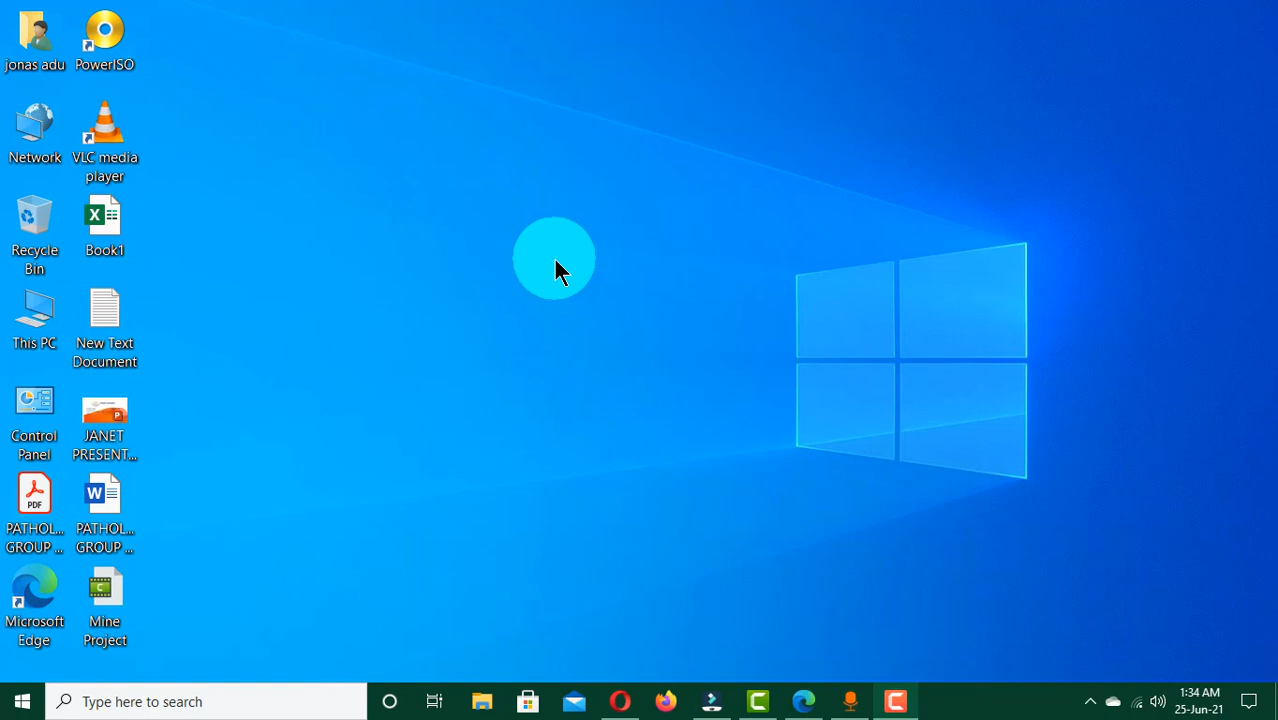 jonas adu
PowerISO
Network
VLC media
player
Recycle
Bin
Book1
This PC
New Text
Document
Control
Panel
JANET
PRESENT...
PDF
PATHOL...
GROUP ...
PATHOL...
GROUP ...
Microsoft
Edge
Mine
Project
Type here to search
1:34 AM
25-Jun-21